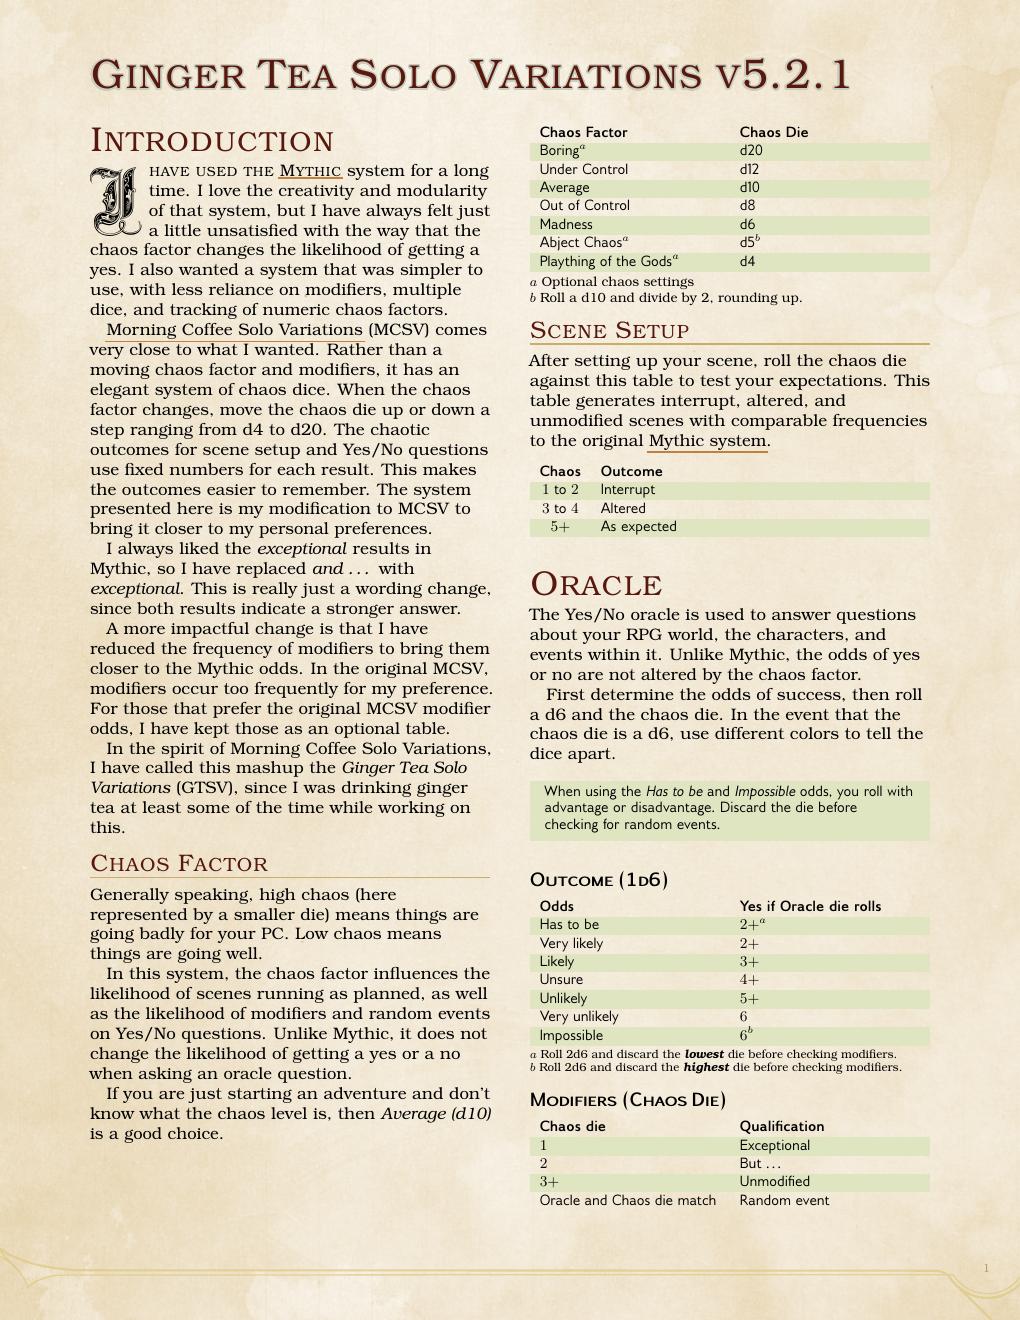 Ginger Tea Solo Variations v5.2.1
Introduction
I have used the Mythic system for a long
time. I love the creativity and modularity
of that system, but I have always felt just
a little unsatisfied with the way that the
chaos factor changes the likelihood of getting a
yes. I also wanted a system that was simpler to
use, with less reliance on modifiers, multiple
dice, and tracking of numeric chaos factors.
Morning Coffee Solo Variations (MCSV) comes
very close to what I wanted. Rather than a
moving chaos factor and modifiers, it has an
elegant system of chaos dice. When the chaos
factor changes, move the chaos die up or down a
step ranging from d4 to d20. The chaotic
outcomes for scene setup and Yes/No questions
use fixed numbers for each result. This makes
the outcomes easier to remember. The system
presented here is my modification to MCSV to
bring it closer to my personal preferences.
I always liked the exceptional results in
Mythic, so I have replaced and ... with
exceptional. This is really just a wording change,
since both results indicate a stronger answer.
A more impactful change is that I have
reduced the frequency of modifiers to bring them
closer to the Mythic odds. In the original MCSV,
modifiers occur too frequently for my preference.
For those that prefer the original MCSV modifier
odds, I have kept those as an optional table.
In the spirit of Morning Coffee Solo Variations,
I have called this mashup the Ginger Tea Solo
Variations (GTSV), since I was drinking ginger
tea at least some of the time while working on
this.
Chaos Factor
Generally speaking, high chaos (here
represented by a smaller die) means things are
going badly for your PC. Low chaos means
things are going well.
In this system, the chaos factor influences the
likelihood of scenes running as planned, as well
as the likelihood of modifiers and random events
on Yes/No questions. Unlike Mythic, it does not
change the likelihood of getting a yes or a no
when asking an oracle question.
If you are just starting an adventure and don't
know what the chaos level is, then Average (d10)
is a good choice.
Chaos Factor Chaos Die
Boring^a d20
Under Control d12
Average d10
Out of Control d8
Madness d6
Abject Chaos^a d5^b
Plaything of the Gods^a d4
a Optional chaos settings
b Roll a d10 and divide by 2, rounding up.
Scene Setup
After setting up your scene, roll the chaos die
against this table to test your expectations. This
table generates interrupt, altered, and
unmodified scenes with comparable frequencies
to the original Mythic system.
Chaos Outcome
1 to 2 Interrupt
3 to 4 Altered
5+ As expected
Oracle
The Yes/No oracle is used to answer questions
about your RPG world, the characters, and
events within it. Unlike Mythic, the odds of yes
or no are not altered by the chaos factor.
First determine the odds of success, then roll
a d6 and the chaos die. In the event that the
chaos die is a d6, use different colors to tell the
dice apart.
When using the Has to be and Impossible odds, you roll with
advantage or disadvantage. Discard the die before
checking for random events.
Outcome (1d6)
Odds Yes if Oracle die rolls
Has to be 2+^a
Very likely 2+
Likely 3+
Unsure 4+
Unlikely 5+
Very unlikely 6
Impossible 6^b
a Roll 2d6 and discard the lowest die before checking modifiers.
b Roll 2d6 and discard the highest die before checking modifiers.
Modifiers (Chaos Die)
Chaos die Qualification
1 Exceptional
2 But ...
3+ Unmodified
Oracle and Chaos die match Random event
1